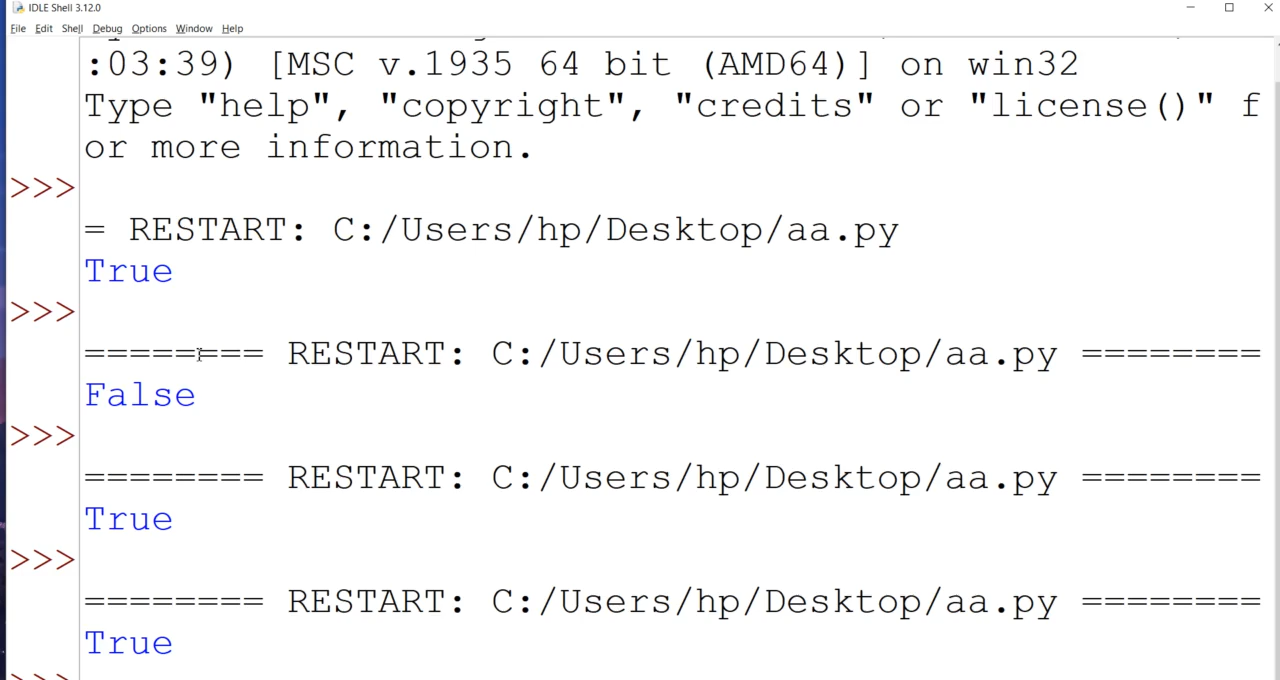 IDLE Shell 3.12.0
File Edit Shell Debug Options Window Help
:03:39) [MSC v.1935 64 bit (AMD64)] on win32
Type "help", "copyright", "credits" or "license()" f
or more information.
>>>
= RESTART: C:/Users/hp/Desktop/aa.py
True
>>>
======== RESTART: C:/Users/hp/Desktop/aa.py ========
False
>>>
======== RESTART: C:/Users/hp/Desktop/aa.py ========
True
>>>
======== RESTART: C:/Users/hp/Desktop/aa.py ========
True
>>>